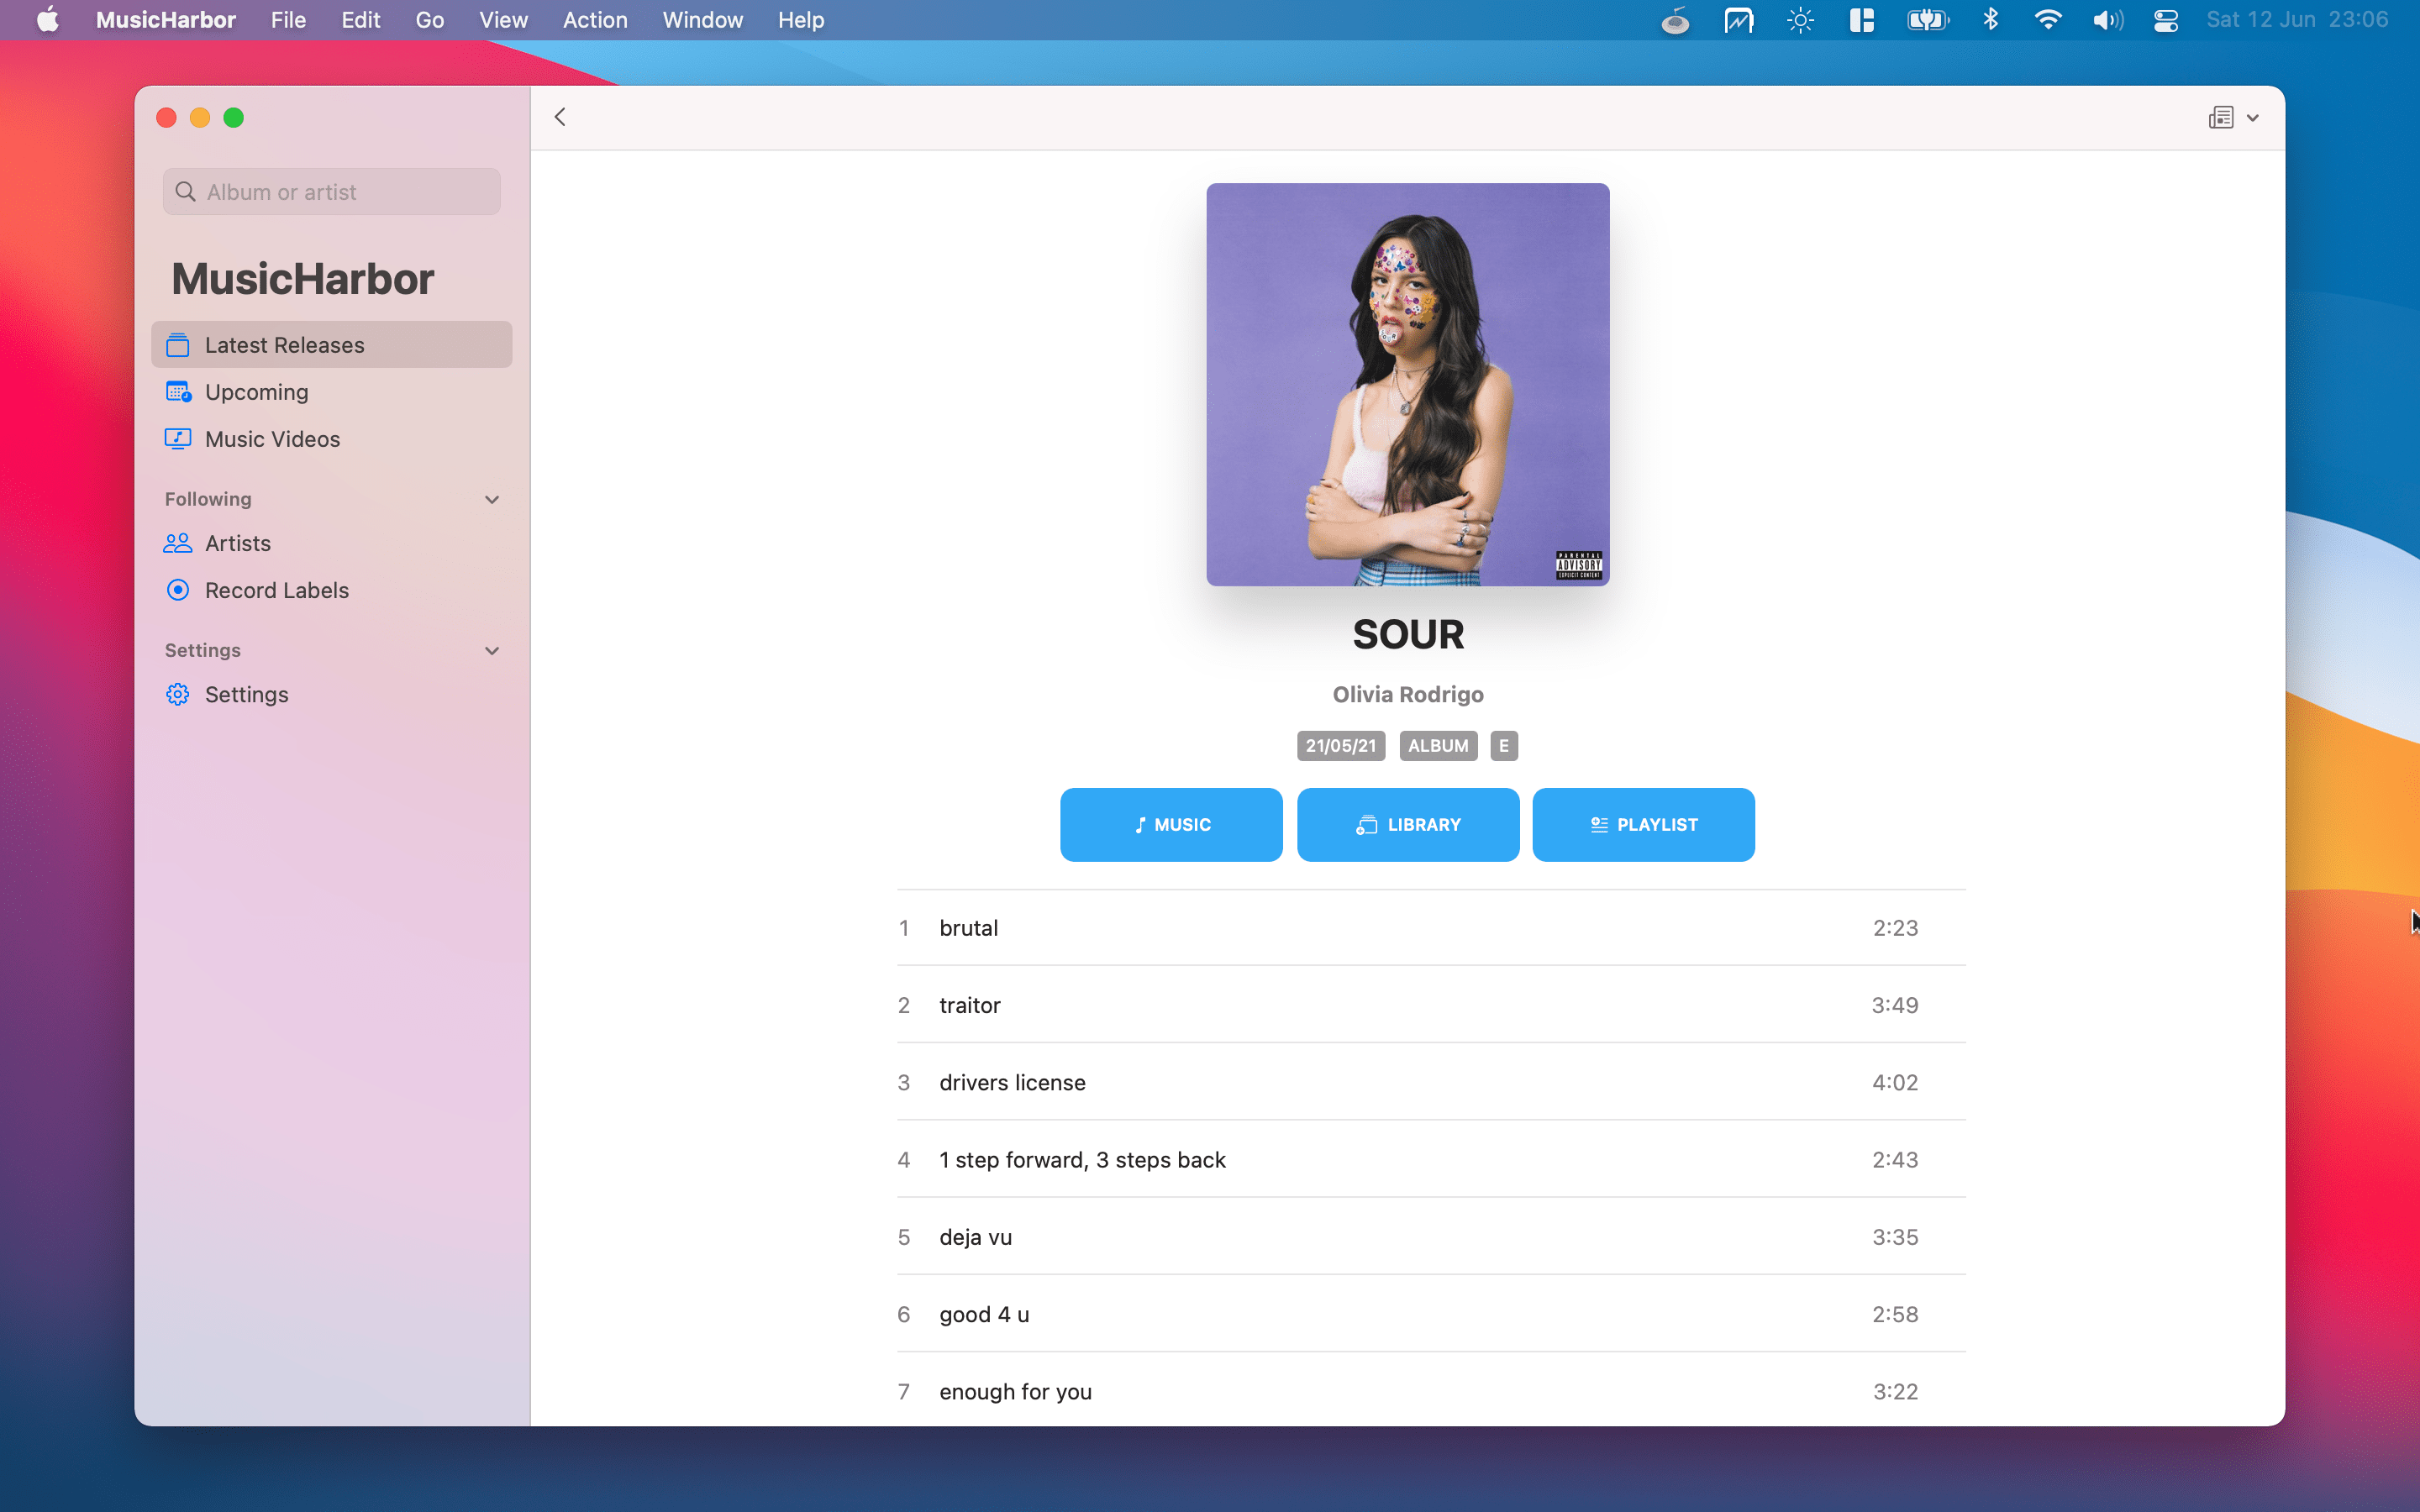 MusicHarbor File Edit Go View Action Window Help Sat 12 Jun 23:06
Album or artist
MusicHarbor
Latest Releases
Upcoming
Music Videos
Following
Artists
Record Labels
Settings
Settings
PARENTAL
ADVISORY
EXPLICIT CONTENT
SOUR
Olivia Rodrigo
21/05/21 ALBUM E
MUSIC LIBRARY PLAYLIST
1 brutal 2:23
2 traitor 3:49
3 drivers license 4:02
4 1 step forward, 3 steps back 2:43
5 deja vu 3:35
6 good 4 u 2:58
7 enough for you 3:22